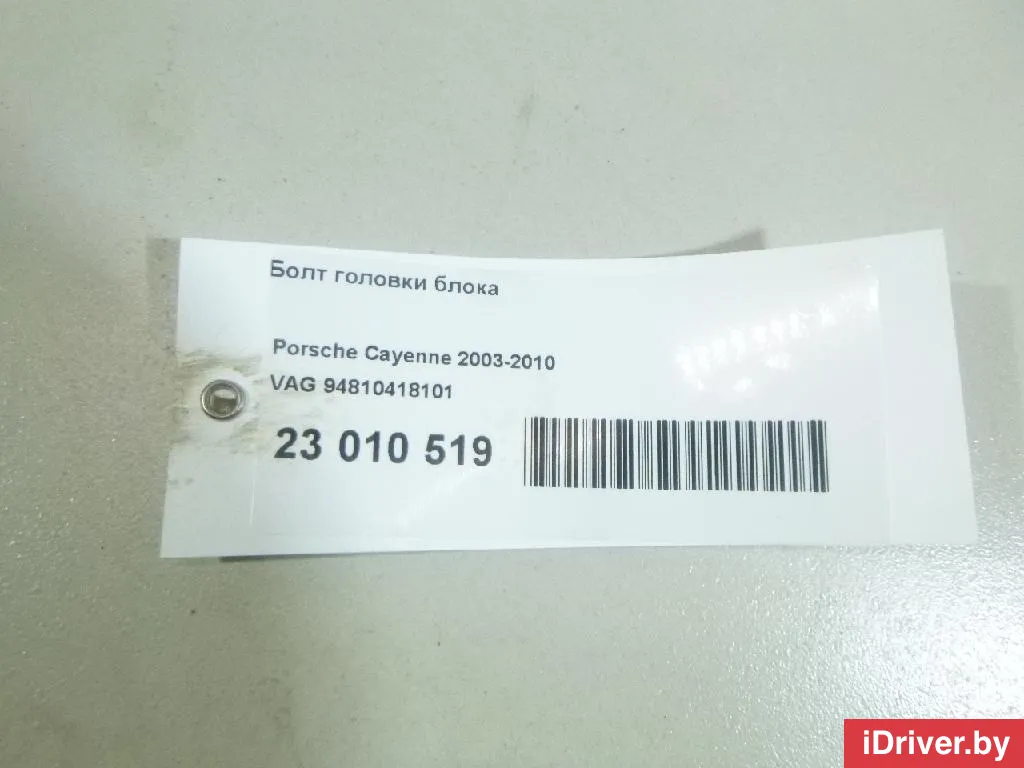 Болт головки блока
Porsche Cayenne 2003-2010
VAG 94810418101
23 010 519
iDriver.by